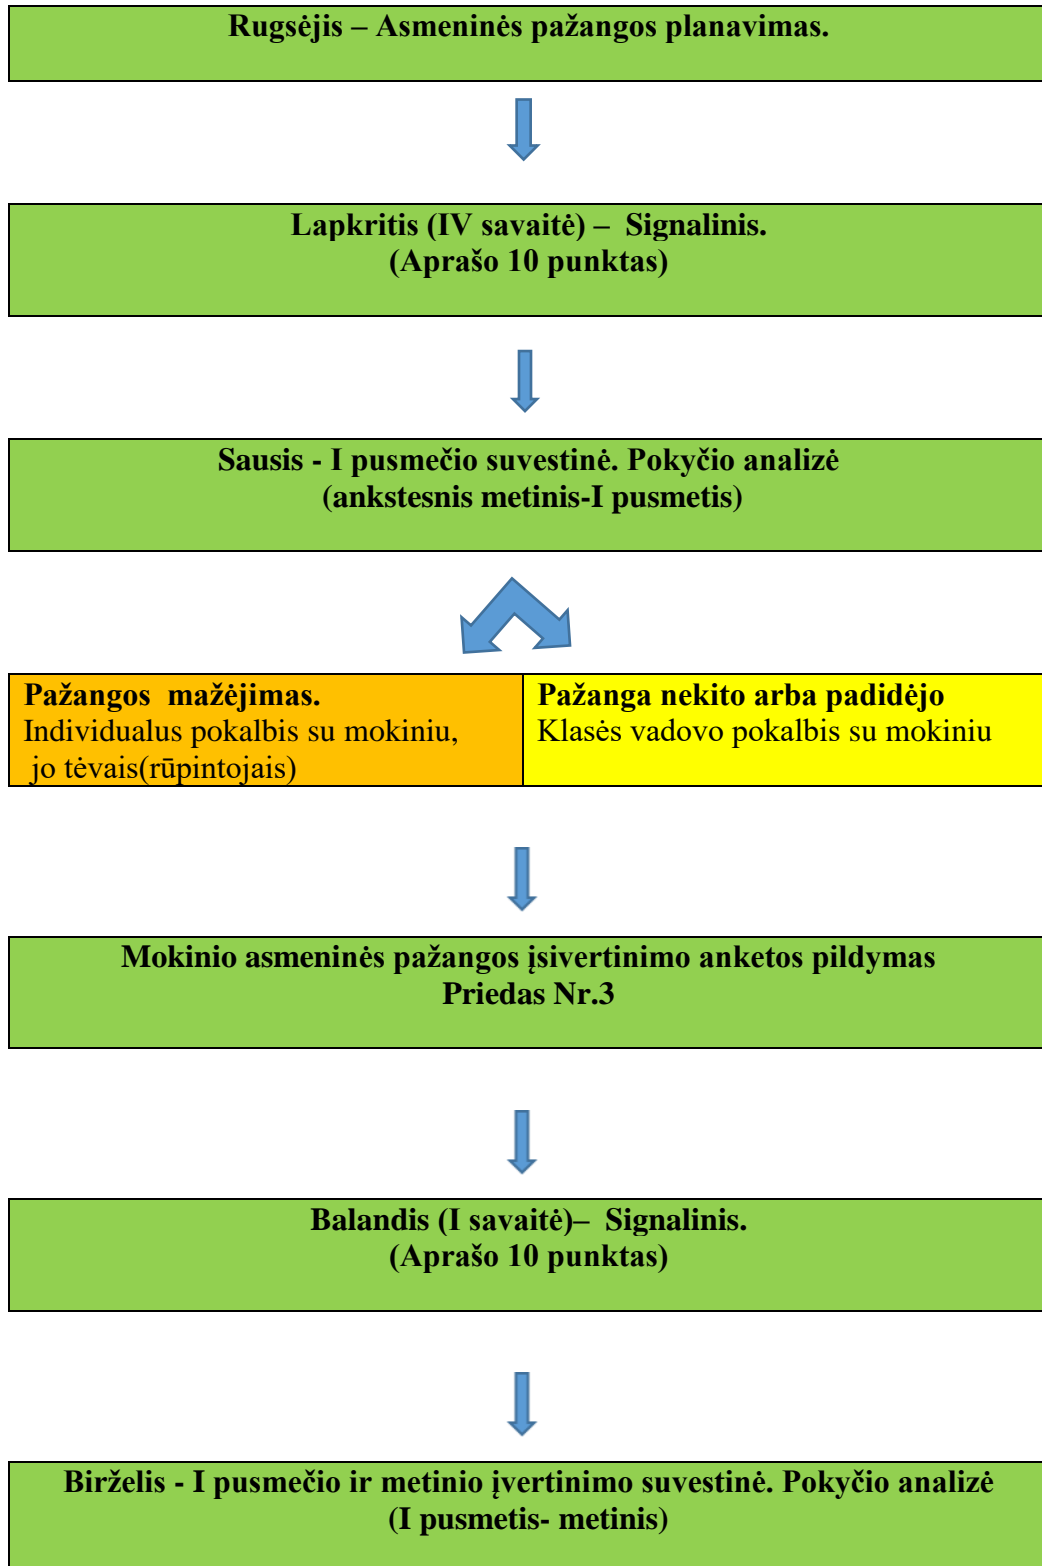 Rugsėjis – Asmeninės pažangos planavimas.
Lapkritis (IV savaitė) – Signalinis.
(Aprašo 10 punktas)
Sausis - I pusmečio suvestinė. Pokyčio analizė
(ankstesnis metinis-I pusmetis)
Pažangos mažėjimas.
Individualus pokalbis su mokiniu,
jo tėvais(rūpintojais)
Pažanga nekito arba padidėjo
Klasės vadovo pokalbis su mokiniu
Mokinio asmeninės pažangos įsivertinimo anketos pildymas
Priedas Nr.3
Balandis (I savaitė)– Signalinis.
(Aprašo 10 punktas)
Birželis - I pusmečio ir metinio įvertinimo suvestinė. Pokyčio analizė
(I pusmetis- metinis)